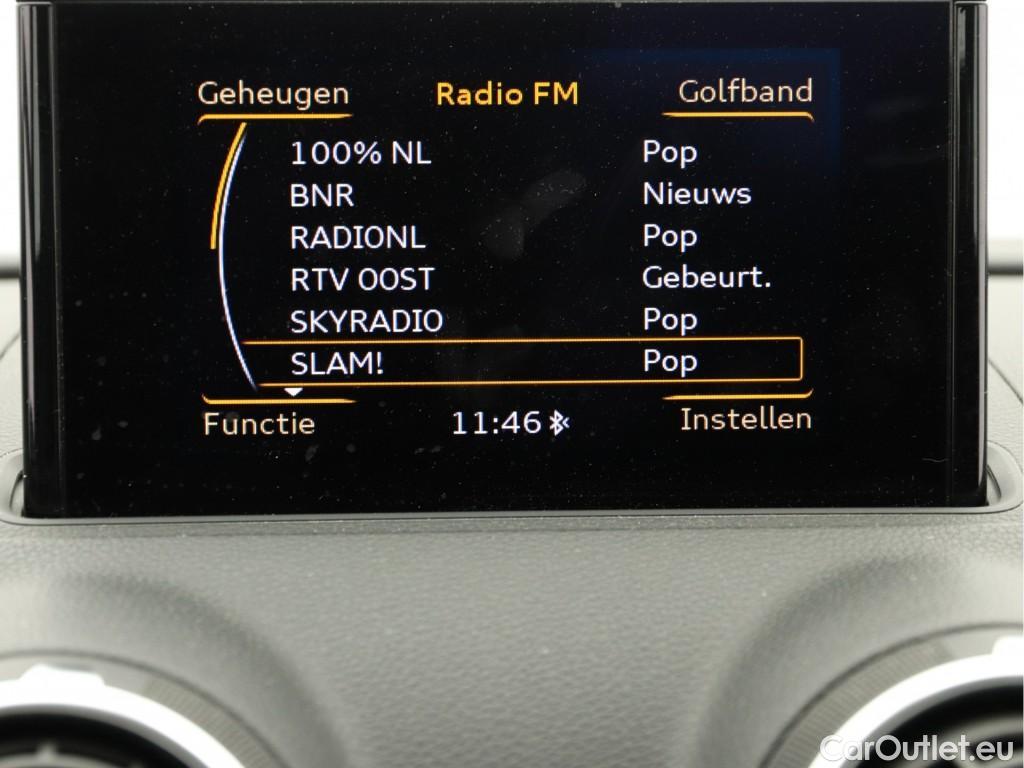 Geheugen Radio FM Golfband
100% NL Pop
BNR Nieuws
RADIONL Pop
RTV OOST Gebeurt.
SKYRADIO Pop
SLAM! Pop
Functie 11:46 Instellen
CarOutlet.eu